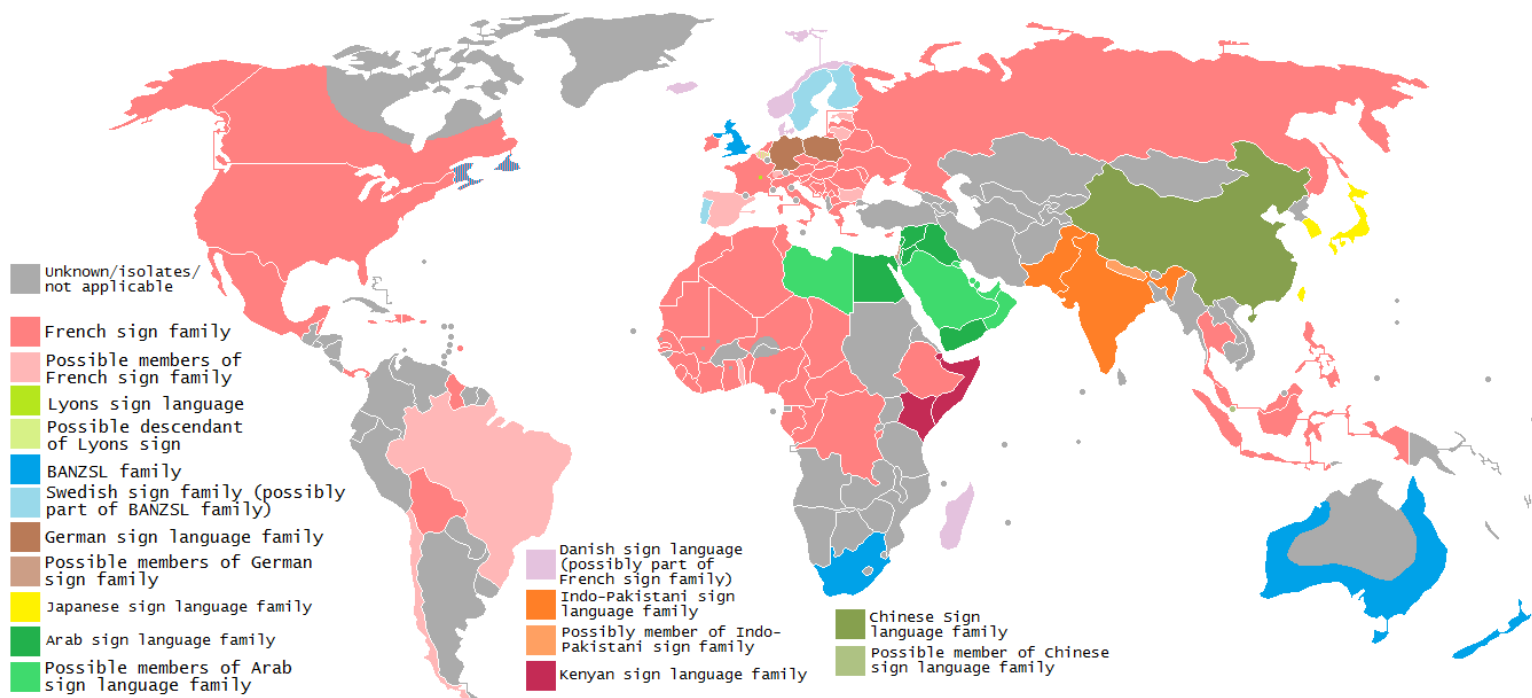 Unknown/isolates/
not applicable
French sign family
Possible members of
French sign family
Lyons sign language
Possible descendant
of Lyons sign
BANZSL family
Swedish sign family (possibly
part of BANZSL family)
German sign language family
Possible members of German
sign family
Japanese sign language family
Arab sign language family
Possible members of Arab
sign language family
Danish sign language
(possibly part of
French sign family)
Indo-Pakistani sign
language family
Possibly member of Indo-
Pakistani sign family
Kenyan sign language family
Chinese Sign
language family
Possible member of Chinese
sign language family